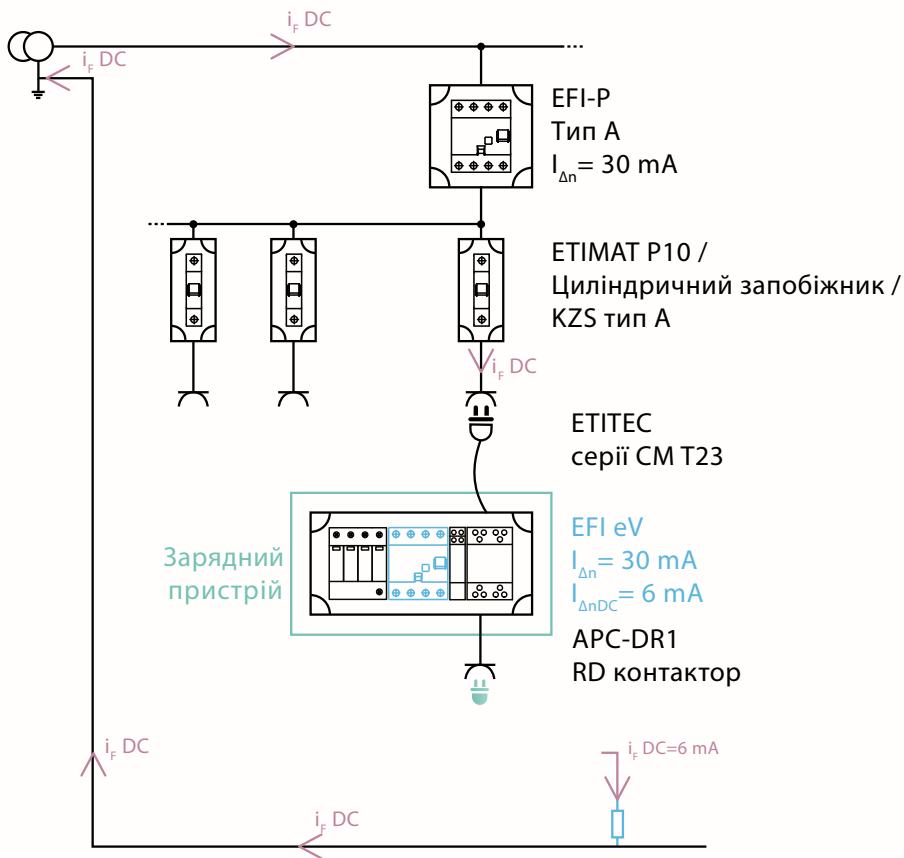 i_F DC
i_F DC
EFI-P
Тип A
I_Δn= 30 mA
ETIMAT P10 /
Циліндричний запобіжник /
KZS тип A
i_F DC
ETITEC
серії CM T23
Зарядний
пристрій
EFI eV
I_Δn= 30 mA
I_ΔnDC= 6 mA
APC-DR1
RD контактор
i_F DC
i_F DC=6 mA
i_F DC